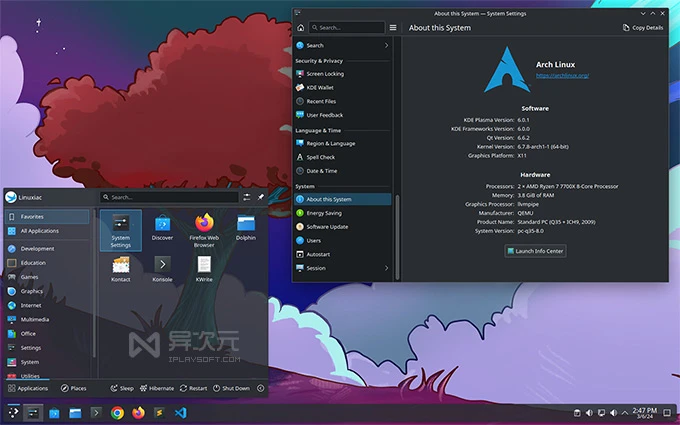 About this System — System Settings
Search...
About this System
Copy Details
Search
Security & Privacy
Screen Locking
KDE Wallet
Recent Files
User Feedback
Language & Time
Region & Language
Spell Check
Date & Time
System
About this System
Energy Saving
Software Update
Users
Autostart
Session
Arch Linux
https://archlinux.org/
Software
KDE Plasma Version: 6.0.1
KDE Frameworks Version: 6.0.0
Qt Version: 6.6.2
Kernel Version: 6.7.8-arch1-1 (64-bit)
Graphics Platform: X11
Hardware
Processors: 2 × AMD Ryzen 7 7700X 8-Core Processor
Memory: 3.8 GiB of RAM
Graphics Processor: llvmpipe
Manufacturer: QEMU
Product Name: Standard PC (Q35 + ICH9, 2009)
System Version: pc-q35-8.0
Launch Info Center
Linuxiac
Search...
Favorites
All Applications
Development
Education
Games
Graphics
Internet
Multimedia
Office
Settings
System
Utilities
System Settings
Discover
Firefox Web Browser
Dolphin
Kontact
Konsole
KWrite
异次元
IPLAYSOFT.COM
Applications
Places
Sleep
Hibernate
Restart
Shut Down
2:47 PM
3/6/24